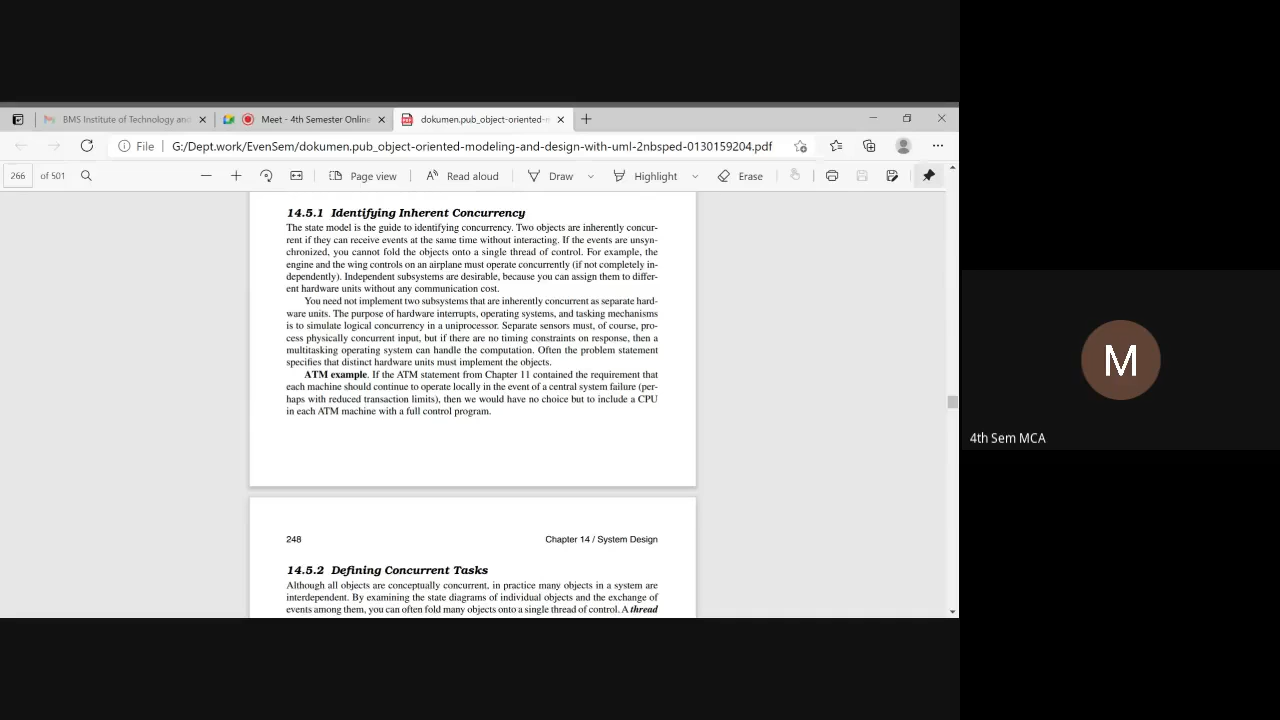 BMS Institute of Technology and
Meet - 4th Semester Online
dokumen.pub_object-oriented-m
File
G:/Dept.work/EvenSem/dokumen.pub_object-oriented-modeling-and-design-with-uml-2nbsped-0130159204.pdf
266 of 501
Page view
Read aloud
Draw
Highlight
Erase
14.5.1 Identifying Inherent Concurrency
The state model is the guide to identifying concurrency. Two objects are inherently concur-
rent if they can receive events at the same time without interacting. If the events are unsyn-
chronized, you cannot fold the objects onto a single thread of control. For example, the
engine and the wing controls on an airplane must operate concurrently (if not completely in-
dependently). Independent subsystems are desirable, because you can assign them to differ-
ent hardware units without any communication cost.
You need not implement two subsystems that are inherently concurrent as separate hard-
ware units. The purpose of hardware interrupts, operating systems, and tasking mechanisms
is to simulate logical concurrency in a uniprocessor. Separate sensors must, of course, pro-
cess physically concurrent input, but if there are no timing constraints on response, then a
multitasking operating system can handle the computation. Often the problem statement
specifies that distinct hardware units must implement the objects.
ATM example. If the ATM statement from Chapter 11 contained the requirement that
each machine should continue to operate locally in the event of a central system failure (per-
haps with reduced transaction limits), then we would have no choice but to include a CPU
in each ATM machine with a full control program.
248
Chapter 14 / System Design
14.5.2 Defining Concurrent Tasks
Although all objects are conceptually concurrent, in practice many objects in a system are
interdependent. By examining the state diagrams of individual objects and the exchange of
events among them, you can often fold many objects onto a single thread of control. A thread
M
4th Sem MCA